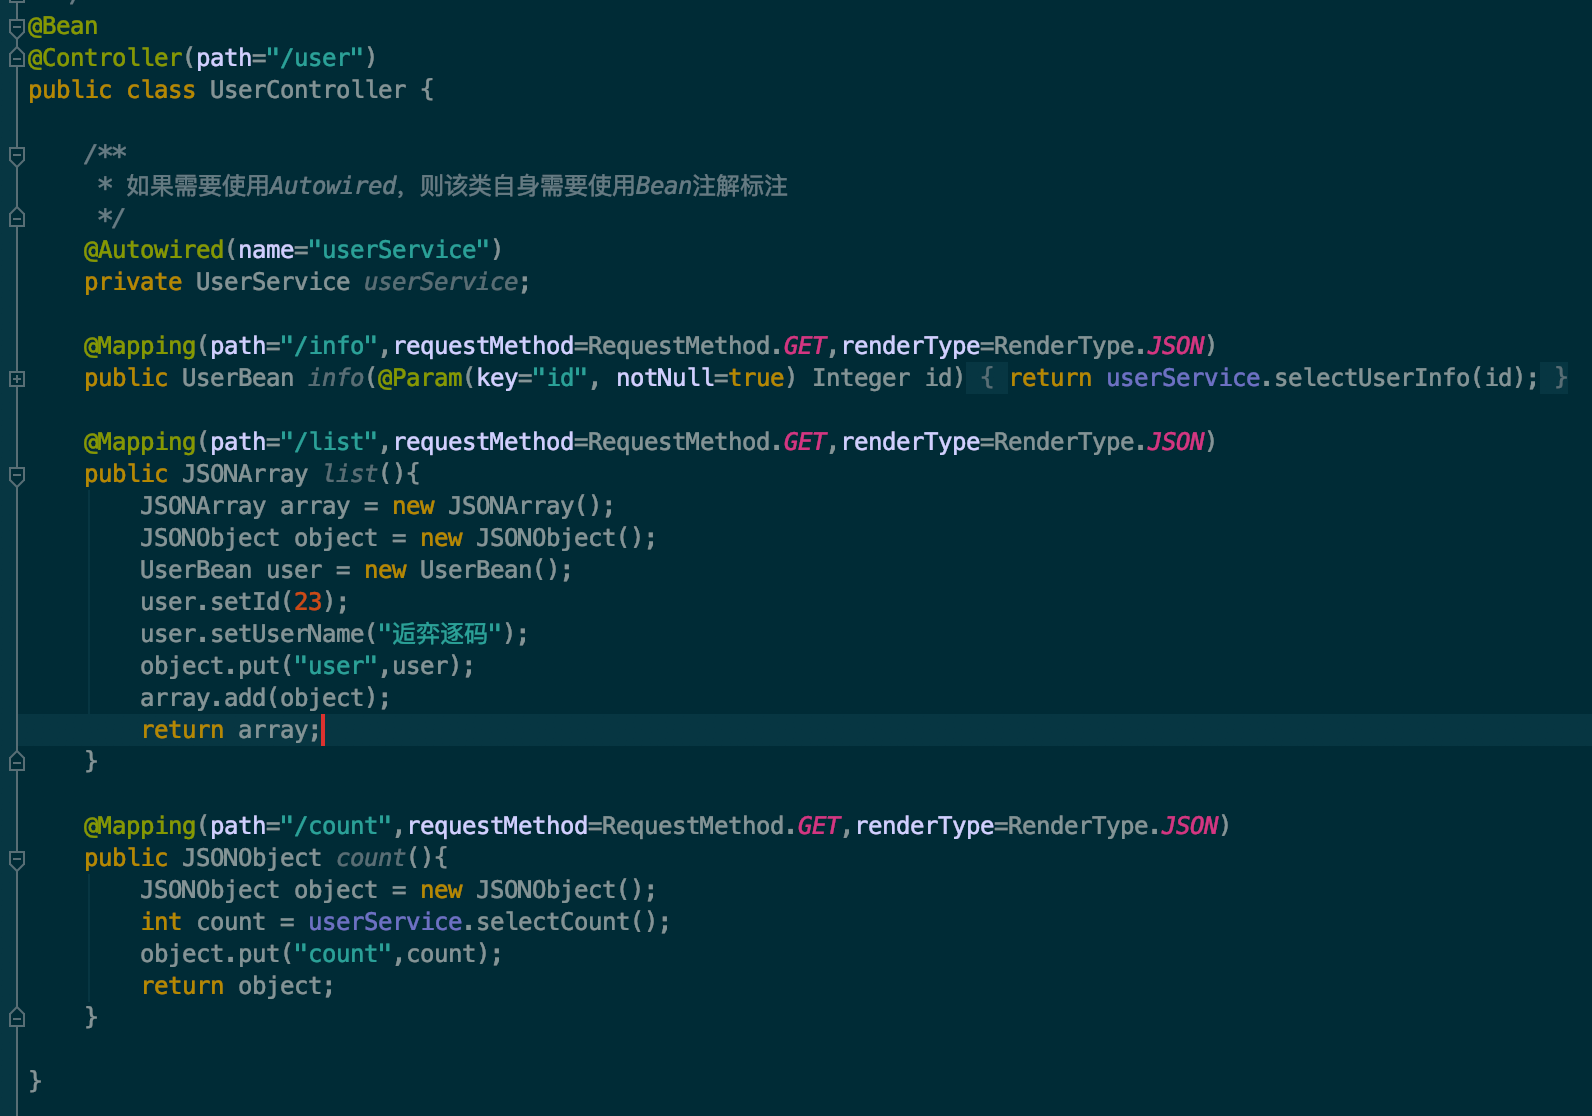 @Bean
@Controller(path="/user")
public class UserController {
/**
* 如果需要使用Autowired，则该类自身需要使用Bean注解标注
*/
@Autowired(name="userService")
private UserService userService;
@Mapping(path="/info",requestMethod=RequestMethod.GET,renderType=RenderType.JSON)
public UserBean info(@Param(key="id", notNull=true) Integer id) { return userService.selectUserInfo(id); }
@Mapping(path="/list",requestMethod=RequestMethod.GET,renderType=RenderType.JSON)
public JSONArray list(){
JSONArray array = new JSONArray();
JSONObject object = new JSONObject();
UserBean user = new UserBean();
user.setId(23);
user.setUserName("逅弈逐码");
object.put("user",user);
array.add(object);
return array;
}
@Mapping(path="/count",requestMethod=RequestMethod.GET,renderType=RenderType.JSON)
public JSONObject count(){
JSONObject object = new JSONObject();
int count = userService.selectCount();
object.put("count",count);
return object;
}
}